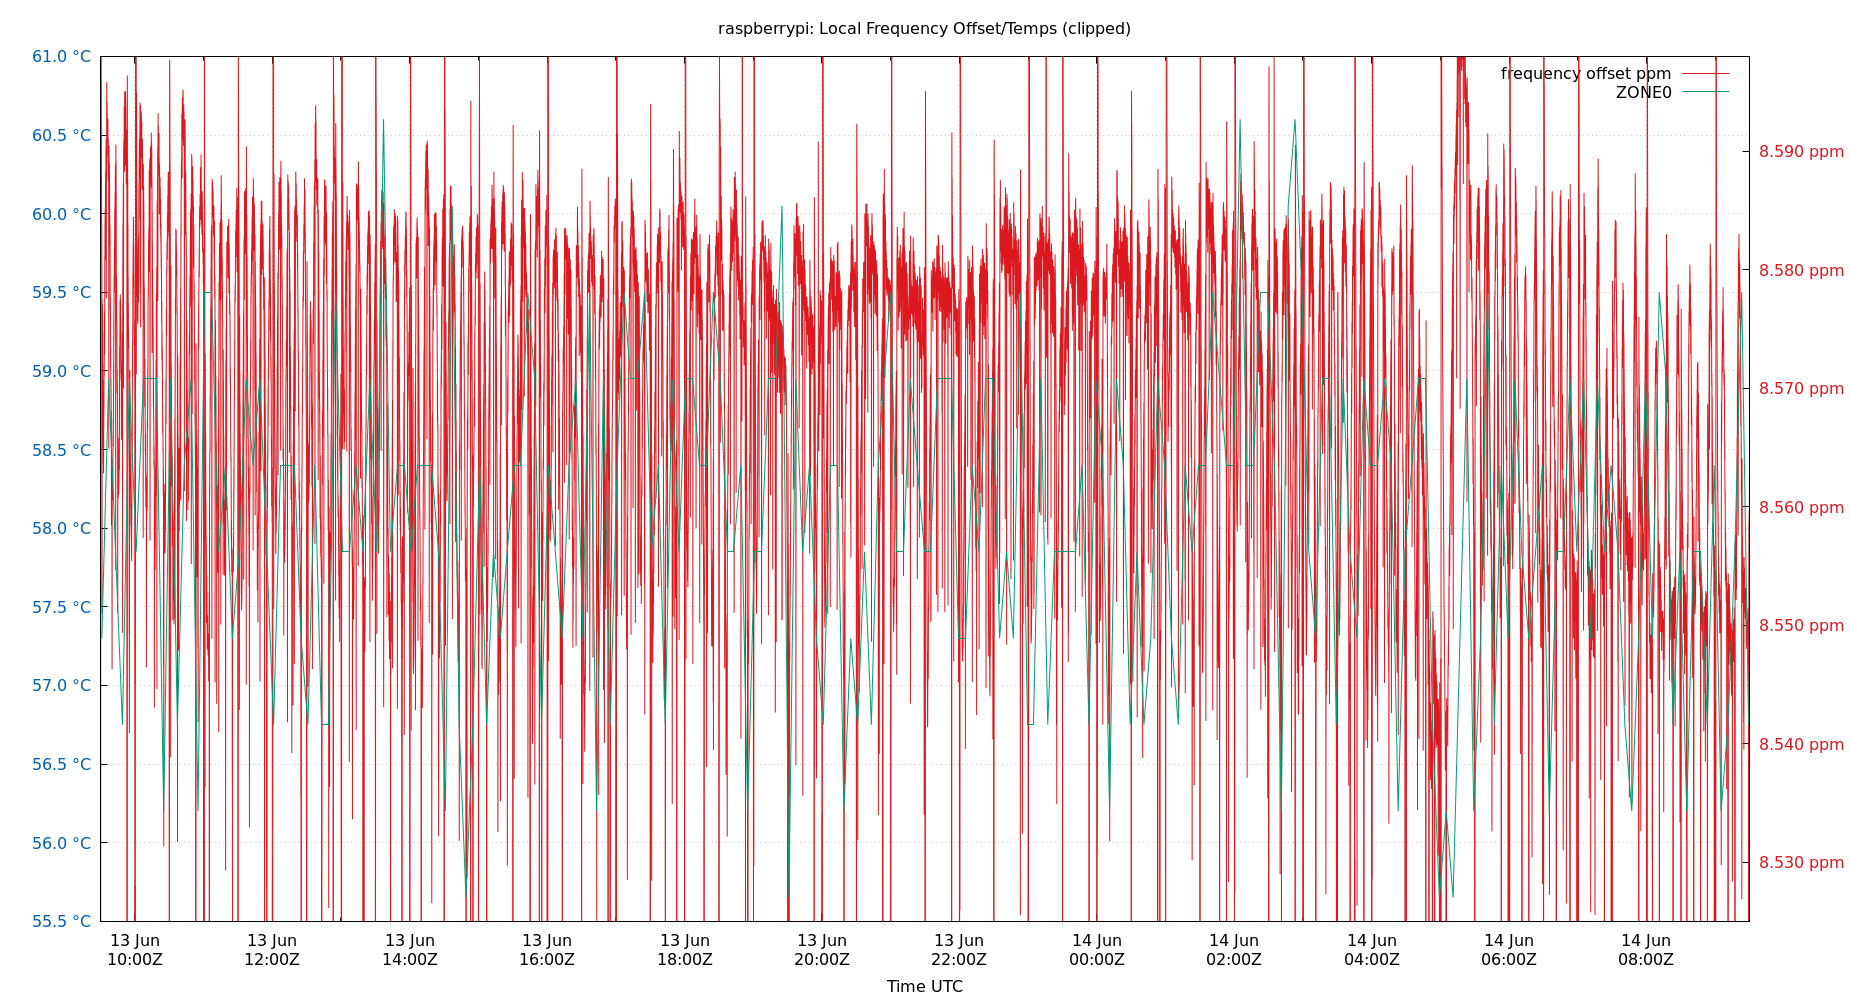 raspberrypi: Local Frequency Offset/Temps (clipped)
61.0 °C
60.5 °C
60.0 °C
59.5 °C
59.0 °C
58.5 °C
58.0 °C
57.5 °C
57.0 °C
56.5 °C
56.0 °C
55.5 °C
frequency offset ppm
ZONE0
8.590 ppm
8.580 ppm
8.570 ppm
8.560 ppm
8.550 ppm
8.540 ppm
8.530 ppm
13 Jun 13 Jun 13 Jun 13 Jun 13 Jun 13 Jun 13 Jun 14 Jun 14 Jun 14 Jun 14 Jun 14 Jun
10:00Z 12:00Z 14:00Z 16:00Z 18:00Z 20:00Z 22:00Z 00:00Z 02:00Z 04:00Z 06:00Z 08:00Z
Time UTC